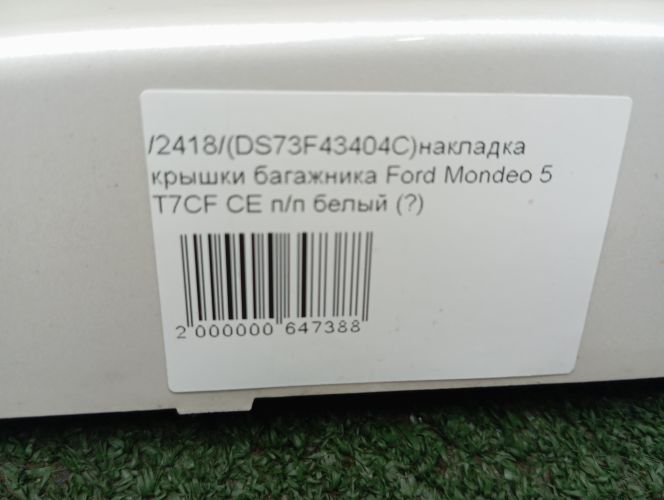 /2418/(DS73F43404C)накладка
крышки багажника Ford Mondeo 5
T7CF CE п/п белый (?)
2 000000 647388